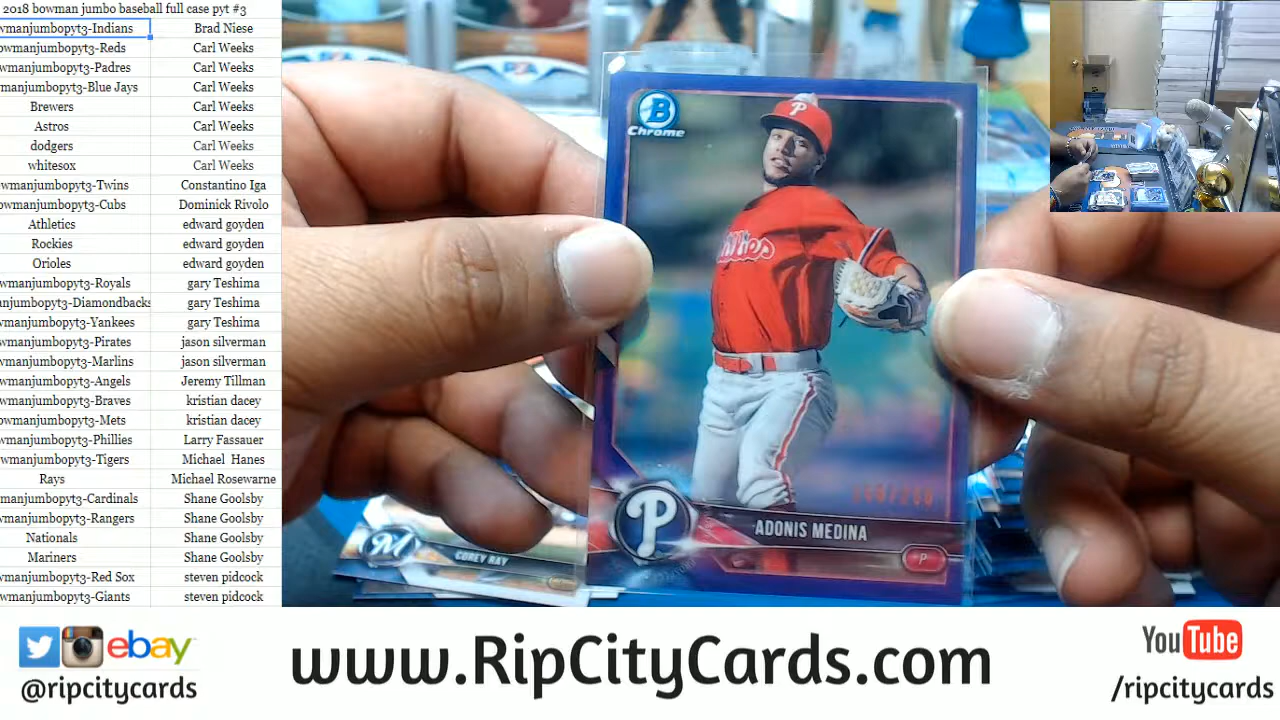 2018 bowman jumbo baseball full case pyt #3
wmanjumbopyt3-Indians Brad Niese
owmanjumbopyt3-Reds Carl Weeks
owmanjumbopyt3-Padres Carl Weeks
manjumbopyt3-Blue Jays Carl Weeks
Brewers Carl Weeks
Astros Carl Weeks
dodgers Carl Weeks
whitesox Carl Weeks
owmanjumbopyt3-Twins Constantino Iga
owmanjumbopyt3-Cubs Dominick Rivolo
Athletics edward goyden
Rockies edward goyden
Orioles edward goyden
wmanjumbopyt3-Royals gary Teshima
anjumbopyt3-Diamondbacks gary Teshima
wmanjumbopyt3-Yankees gary Teshima
wmanjumbopyt3-Pirates jason silverman
wmanjumbopyt3-Marlins jason silverman
wmanjumbopyt3-Angels Jeremy Tillman
wmanjumbopyt3-Braves kristian dacey
owmanjumbopyt3-Mets kristian dacey
wmanjumbopyt3-Phillies Larry Fassauer
wmanjumbopyt3-Tigers Michael Hanes
Rays Michael Rosewarne
manjumbopyt3-Cardinals Shane Goolsby
wmanjumbopyt3-Rangers Shane Goolsby
Nationals Shane Goolsby
Mariners Shane Goolsby
wmanjumbopyt3-Red Sox steven pidcock
wmanjumbopyt3-Giants steven pidcock
B
Chrome
P
Phillies
P
ADONIS MEDINA
P
M
COREY RAY
ebay
@ripcitycards
www.RipCityCards.com
YouTube
/ripcitycards